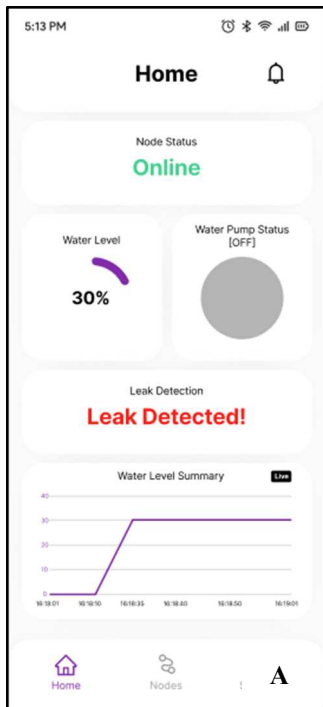 5:13 PM
Home
Node Status
Online
Water Level
30%
Water Pump Status
[OFF]
Leak Detection
Leak Detected!
Water Level Summary
Live
40
30
20
10
0
16:18:01 16:18:10 16:18:35 16:18:40 16:18:50 16:19:01
Home
Nodes
A